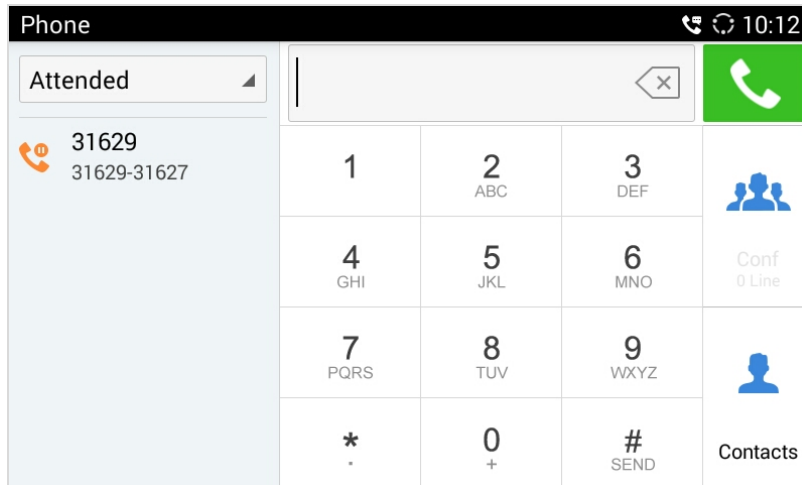 Phone
10:12
Attended
31629
31629-31627
1
2
3
ABC
DEF
4
5
6
GHI
JKL
MNO
Conf
0 Line
7
8
9
PQRS
TUV
WXYZ
*
0
#
.
+
SEND
Contacts